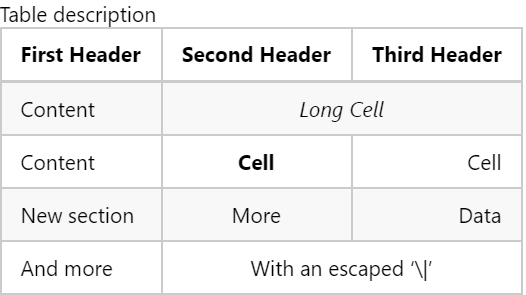 Table description
First Header Second Header Third Header
Content Long Cell
Content Cell Cell
New section More Data
And more With an escaped ‘\|’